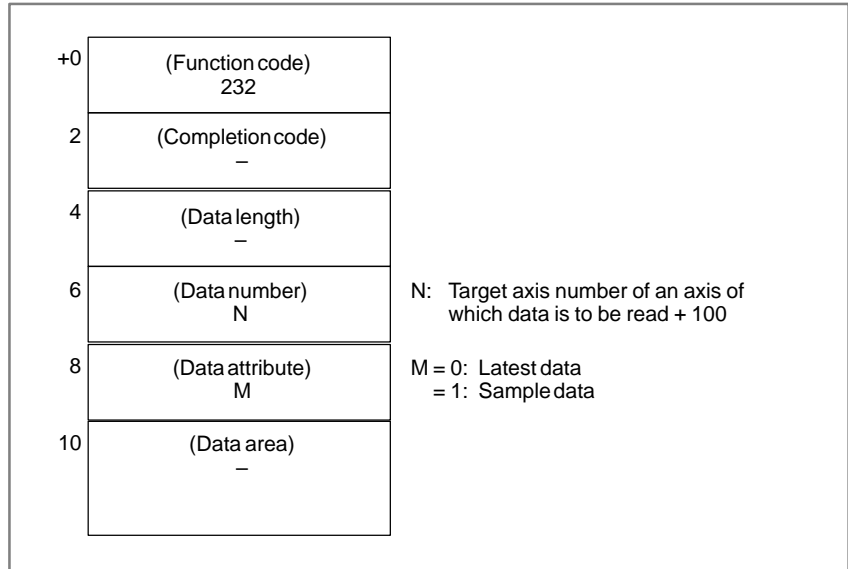 +0
(Function code)
232
2
(Completion code)
–
4
(Data length)
–
6
(Data number)
N
N: Target axis number of an axis of
which data is to be read + 100
8
(Data attribute)
M
M = 0: Latest data
= 1: Sample data
10
(Data area)
–